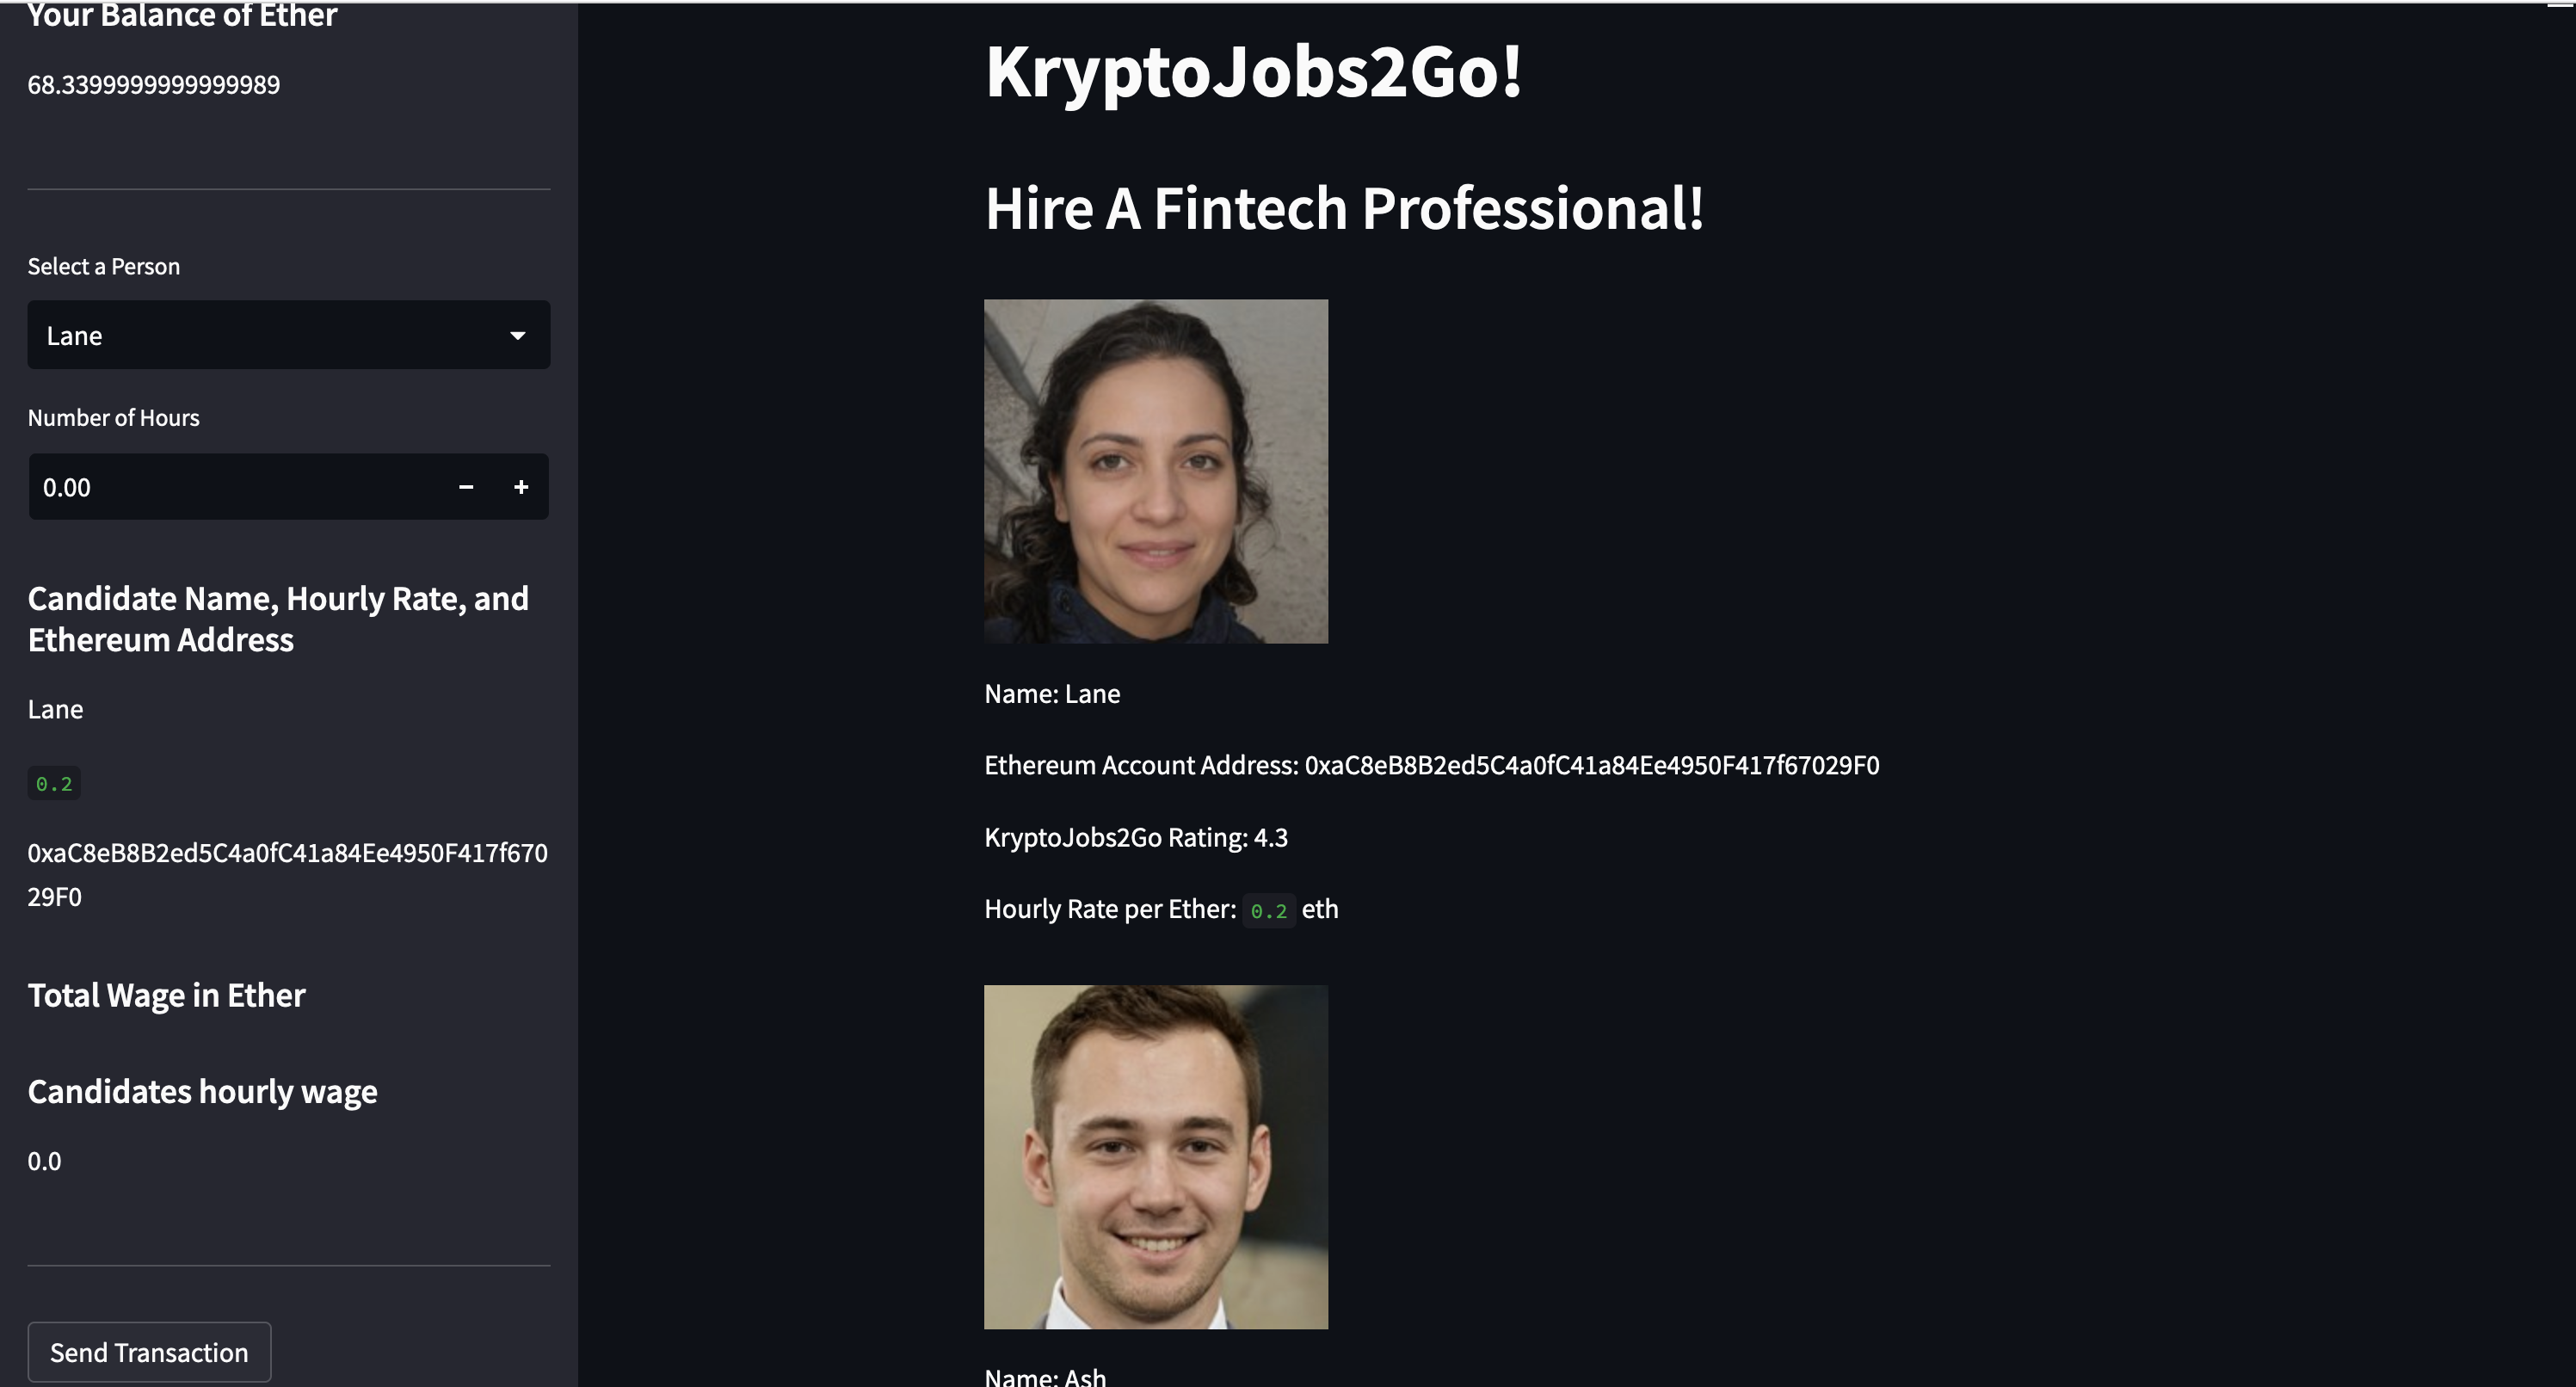 Your Balance of Ether
68.3399999999999989
Select a Person
Lane
Number of Hours
0.00
Candidate Name, Hourly Rate, and
Ethereum Address
Lane
0.2
0xaC8eB8B2ed5C4a0fC41a84Ee4950F417f670
29F0
Total Wage in Ether
Candidates hourly wage
0.0
Send Transaction
KryptoJobs2Go!
Hire A Fintech Professional!
Name: Lane
Ethereum Account Address: 0xaC8eB8B2ed5C4a0fC41a84Ee4950F417f67029F0
KryptoJobs2Go Rating: 4.3
Hourly Rate per Ether: 0.2 eth
Name: Ash